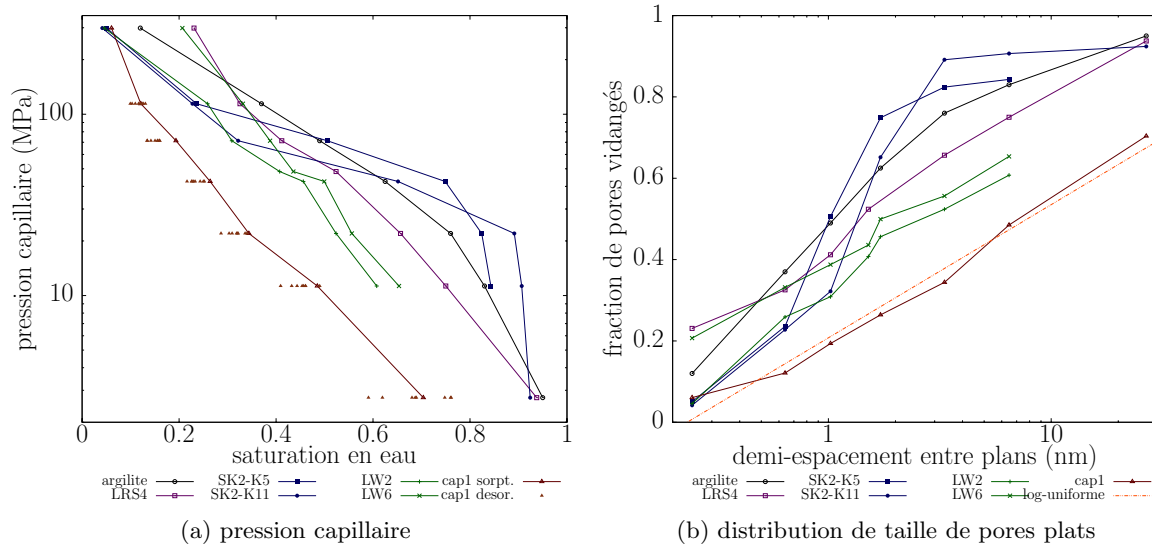 pression capillaire (MPa)
100
10
0
0.2
0.4
0.6
0.8
1
saturation en eau
argilite
SK2-K5
LW2
cap1 sorpt.
LRS4
SK2-K11
LW6
cap1 desor.
(a) pression capillaire
fraction de pores vidangés
1
0.8
0.6
0.4
0.2
0
1
10
demi-espacement entre plans (nm)
argilite
SK2-K5
LW2
cap1
LRS4
SK2-K11
LW6
log-uniforme
(b) distribution de taille de pores plats